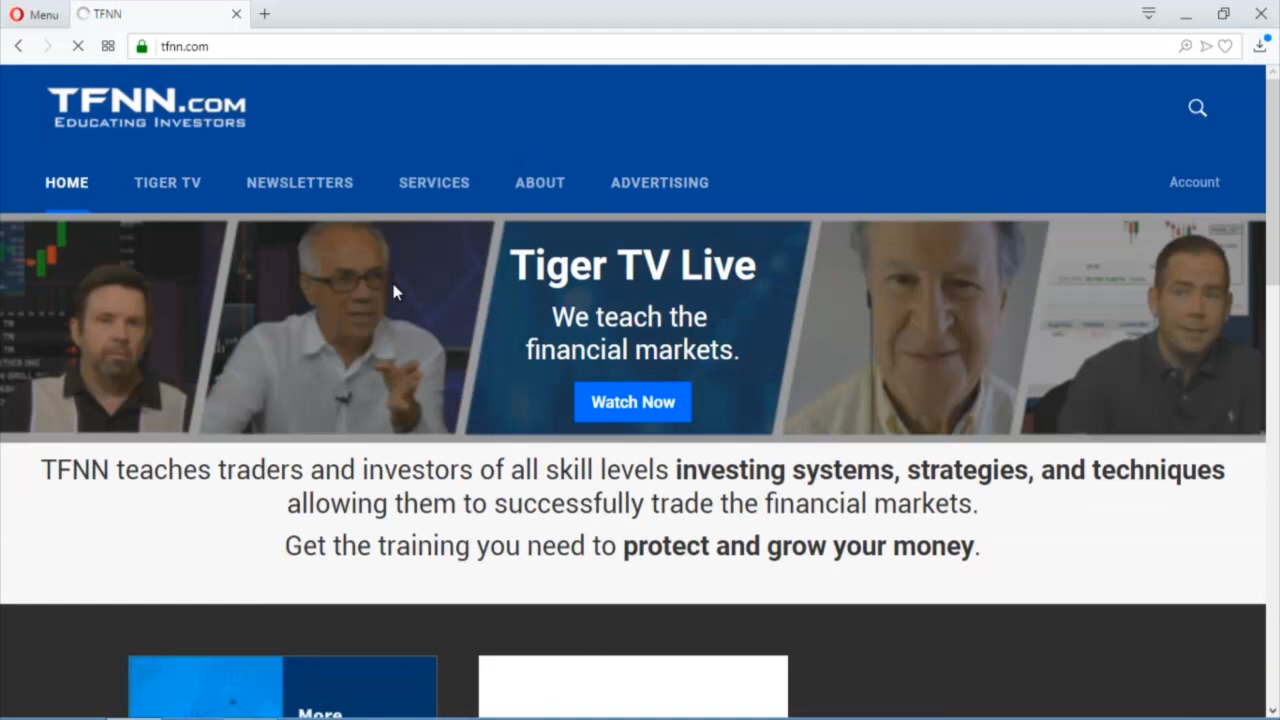 Menu
TFNN
tfnn.com
TFNN.COM
EDUCATING INVESTORS
HOME TIGER TV NEWSLETTERS SERVICES ABOUT ADVERTISING Account
Tiger TV Live
We teach the
financial markets.
Watch Now
TFNN teaches traders and investors of all skill levels investing systems, strategies, and techniques
allowing them to successfully trade the financial markets.
Get the training you need to protect and grow your money.
More